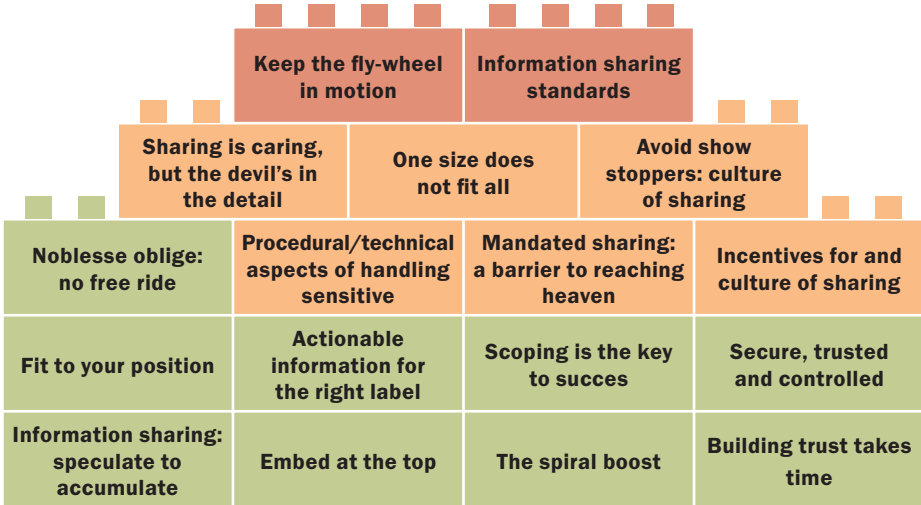 Keep the fly-wheel
in motion
Information sharing
standards
Sharing is caring,
but the devil's in
the detail
One size does
not fit all
Avoid show
stoppers: culture
of sharing
Noblesse oblige:
no free ride
Procedural/technical
aspects of handling
sensitive
Mandated sharing:
a barrier to reaching
heaven
Incentives for and
culture of sharing
Fit to your position
Actionable
information for
the right label
Scoping is the key
to succes
Secure, trusted
and controlled
Information sharing:
speculate to
accumulate
Embed at the top
The spiral boost
Building trust takes
time